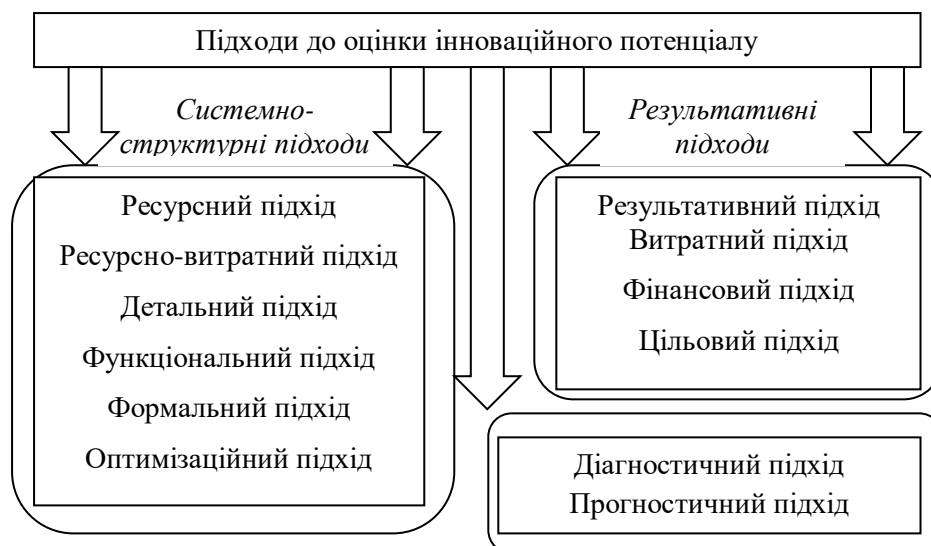 Підходи до оцінки інноваційного потенціалу
Системно-
структурні підходи
Ресурсний підхід
Ресурсно-витратний підхід
Детальний підхід
Функціональний підхід
Формальний підхід
Оптимізаційний підхід
Результативні
підходи
Результативний підхід
Витратний підхід
Фінансовий підхід
Цільовий підхід
Діагностичний підхід
Прогностичний підхід